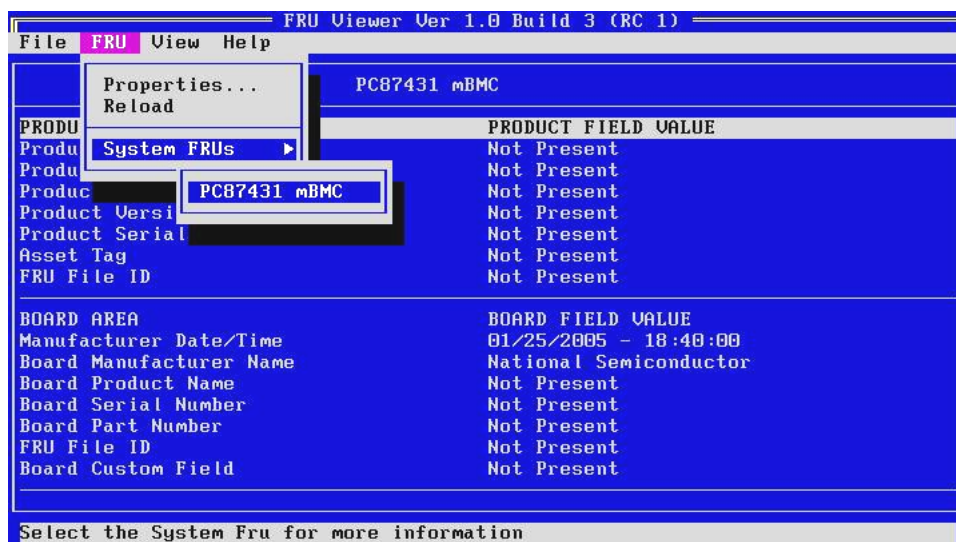 FRU Viewer Ver 1.0 Build 3 (RC 1)
File FRU View Help
Properties...
Reload
System FRUs
PC87431 mBMC
PC87431 mBMC
PRODUCT FIELD VALUE
Not Present
Not Present
Not Present
Product Versi Not Present
Product Serial Not Present
Asset Tag Not Present
FRU File ID Not Present
BOARD AREA BOARD FIELD VALUE
Manufacturer Date/Time 01/25/2005 - 18:40:00
Board Manufacturer Name National Semiconductor
Board Product Name Not Present
Board Serial Number Not Present
Board Part Number Not Present
FRU File ID Not Present
Board Custom Field Not Present
Select the System Fru for more information